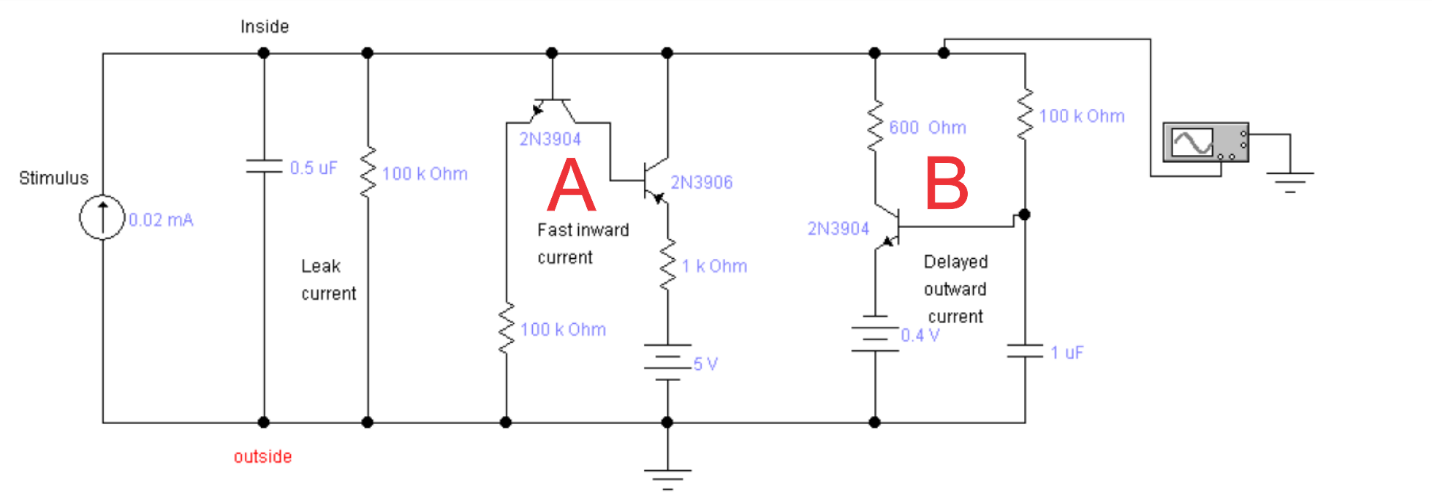 Inside
100 k Ohm
600 Ohm
2N3904
0.5 uF
100 k Ohm
A
B
Stimulus
2N3906
0.02 mA
Fast inward
current
2N3904
Leak
current
1 k Ohm
Delayed
outward
current
100 k Ohm
0.4 V
5 V
1 uF
outside